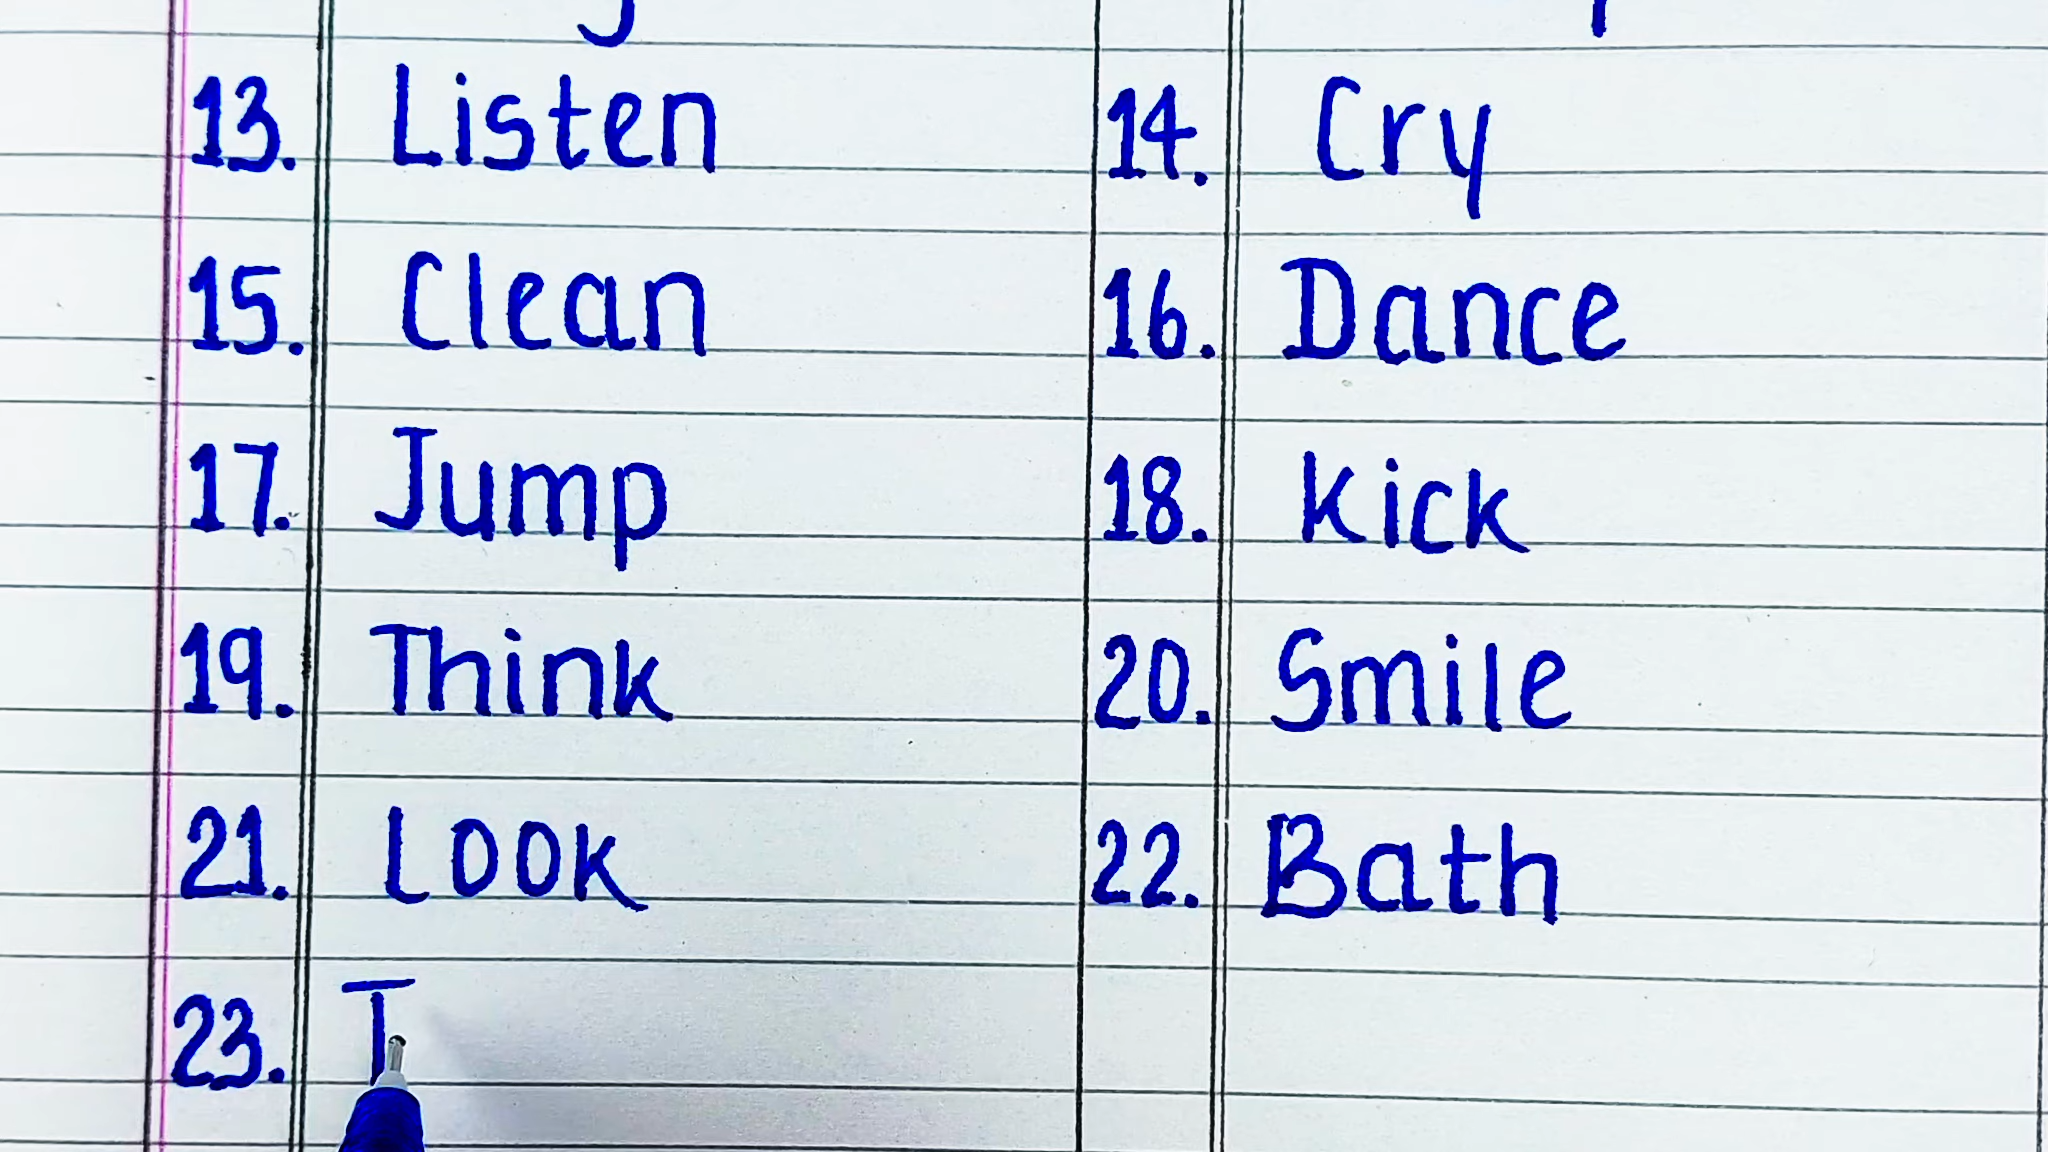 13. Listen 14. Cry
15. Clean 16. Dance
17. Jump 18. Kick
19. Think 20. Smile
21. Look 22. Bath
23. T